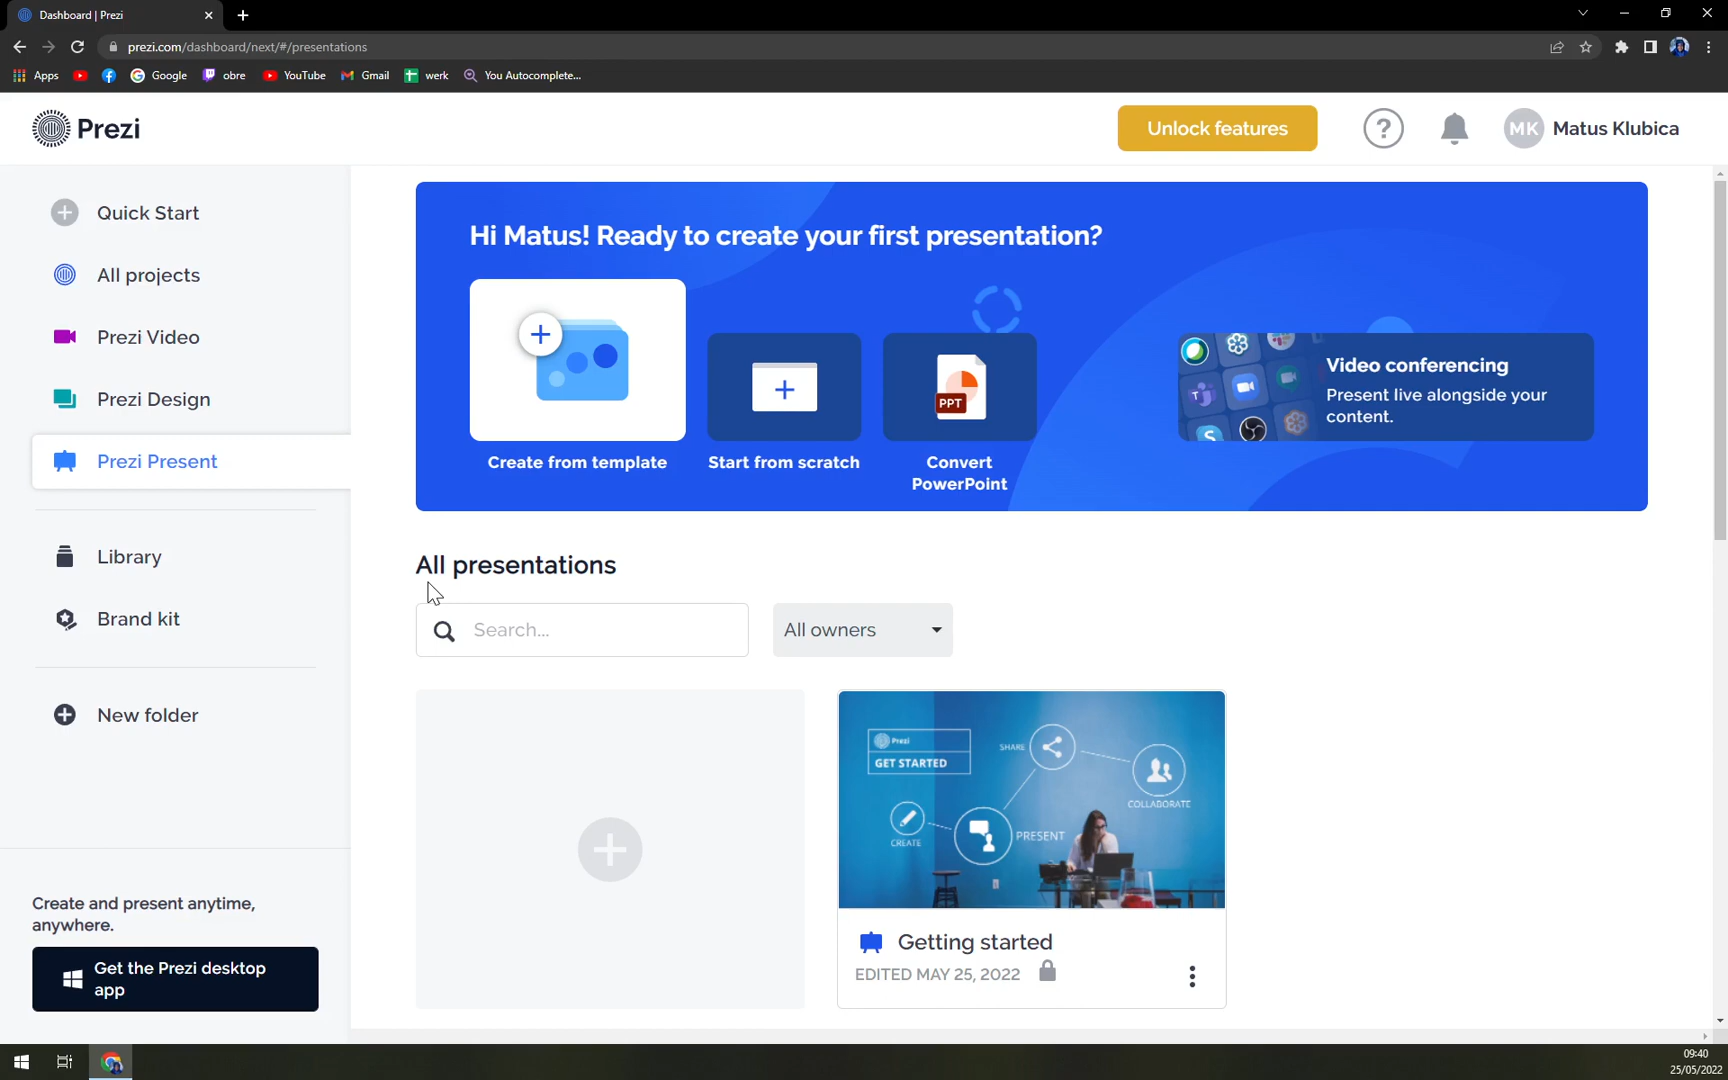 Dashboard | Prezi
prezi.com/dashboard/next/#/presentations
Apps
Google
obre
YouTube
Gmail
werk
You Autocomplete...
Prezi
Unlock features
?
MK
Matus Klubica
Quick Start
All projects
Prezi Video
Prezi Design
Prezi Present
Library
Brand kit
New folder
Create and present anytime,
anywhere.
Get the Prezi desktop
app
Hi Matus! Ready to create your first presentation?
Create from template
Start from scratch
PPT
Convert
PowerPoint
Video conferencing
Present live alongside your
content.
All presentations
Search...
All owners
Prezi
GET STARTED
SHARE
COLLABORATE
CREATE
PRESENT
Getting started
EDITED MAY 25, 2022
09:40
25/05/2022